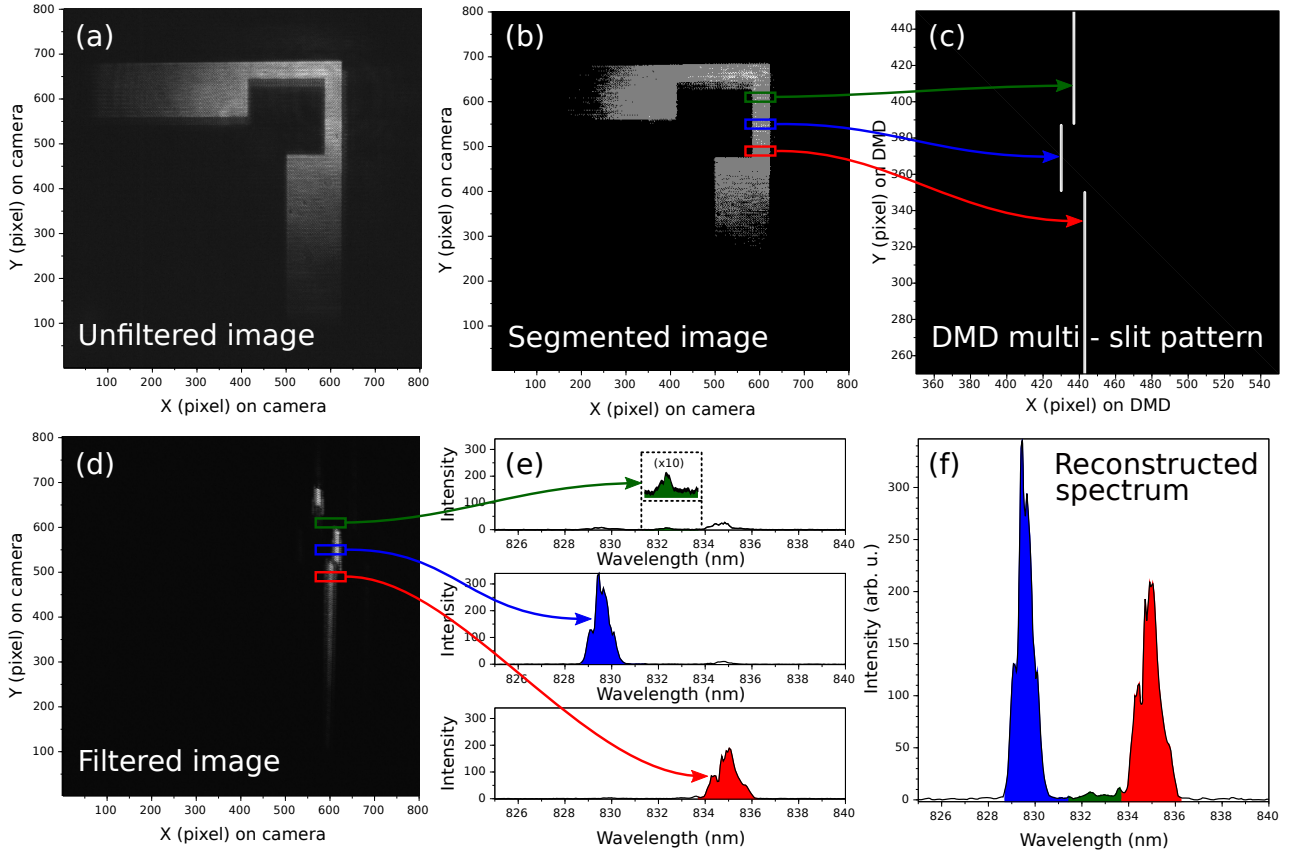 (a)
800
700
600
500
400
300
200
100
Y (pixel) on camera
Unfiltered image
100 200 300 400 500 600 700 800
X (pixel) on camera
(b)
800
700
600
500
400
300
200
100
Y (pixel) on camera
Segmented image
100 200 300 400 500 600 700 800
X (pixel) on camera
(c)
440
420
400
380
360
340
320
300
280
260
Y (pixel) on DMD
DMD multi - slit pattern
360 380 400 420 440 460 480 500 520 540
X (pixel) on DMD
(d)
800
700
600
500
400
300
200
100
Y (pixel) on camera
Filtered image
100 200 300 400 500 600 700 800
X (pixel) on camera
(e)
300
200
100
0
Intensity
(x10)
826 828 830 832 834 836 838 840
Wavelength (nm)
300
200
100
0
Intensity
826 828 830 832 834 836 838 840
Wavelength (nm)
300
200
100
0
Intensity
826 828 830 832 834 836 838 840
Wavelength (nm)
(f)
Reconstructed
spectrum
300
250
200
150
100
50
0
Intensity (arb. u.)
826 828 830 832 834 836 838 840
Wavelength (nm)